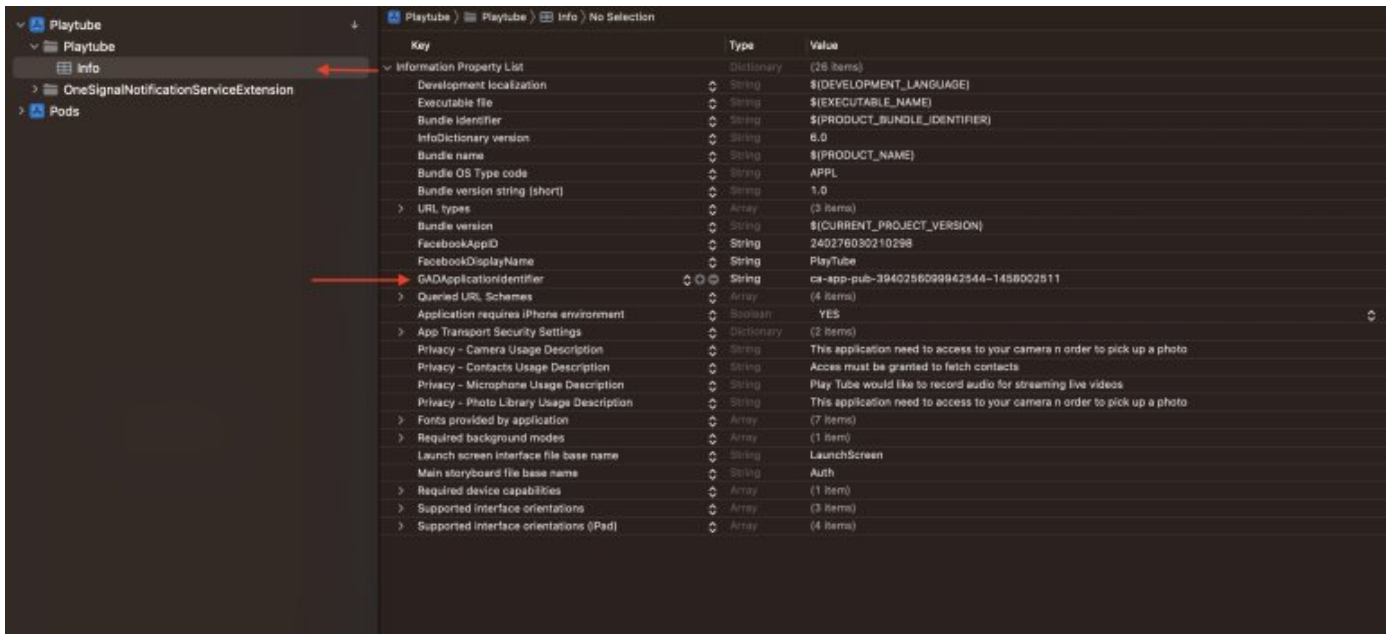 Playtube
Playtube
Info
OneSignalNotificationServiceExtension
Pods
Playtube 〉 Playtube 〉 Info 〉 No Selection
Key Type Value
Information Property List Dictionary (26 items)
Development localization String $(DEVELOPMENT_LANGUAGE)
Executable file String $(EXECUTABLE_NAME)
Bundle identifier String $(PRODUCT_BUNDLE_IDENTIFIER)
InfoDictionary version String 6.0
Bundle name String $(PRODUCT_NAME)
Bundle OS Type code String APPL
Bundle version string (short) String 1.0
URL types Array (3 items)
Bundle version String $(CURRENT_PROJECT_VERSION)
FacebookAppID String 240276030210298
FacebookDisplayName String PlayTube
GADApplicationIdentifier String ca-app-pub-3940256099942544~1458002511
Queried URL Schemes Array (4 items)
Application requires iPhone environment Boolean YES
App Transport Security Settings Dictionary (2 items)
Privacy - Camera Usage Description String This application need to access to your camera n order to pick up a photo
Privacy - Contacts Usage Description String Acces must be granted to fetch contacts
Privacy - Microphone Usage Description String Play Tube would like to record audio for streaming live videos
Privacy - Photo Library Usage Description String This application need to access to your camera n order to pick up a photo
Fonts provided by application Array (7 items)
Required background modes Array (1 item)
Launch screen interface file base name String LaunchScreen
Main storyboard file base name String Auth
Required device capabilities Array (1 item)
Supported interface orientations Array (3 items)
Supported interface orientations (iPad) Array (4 items)